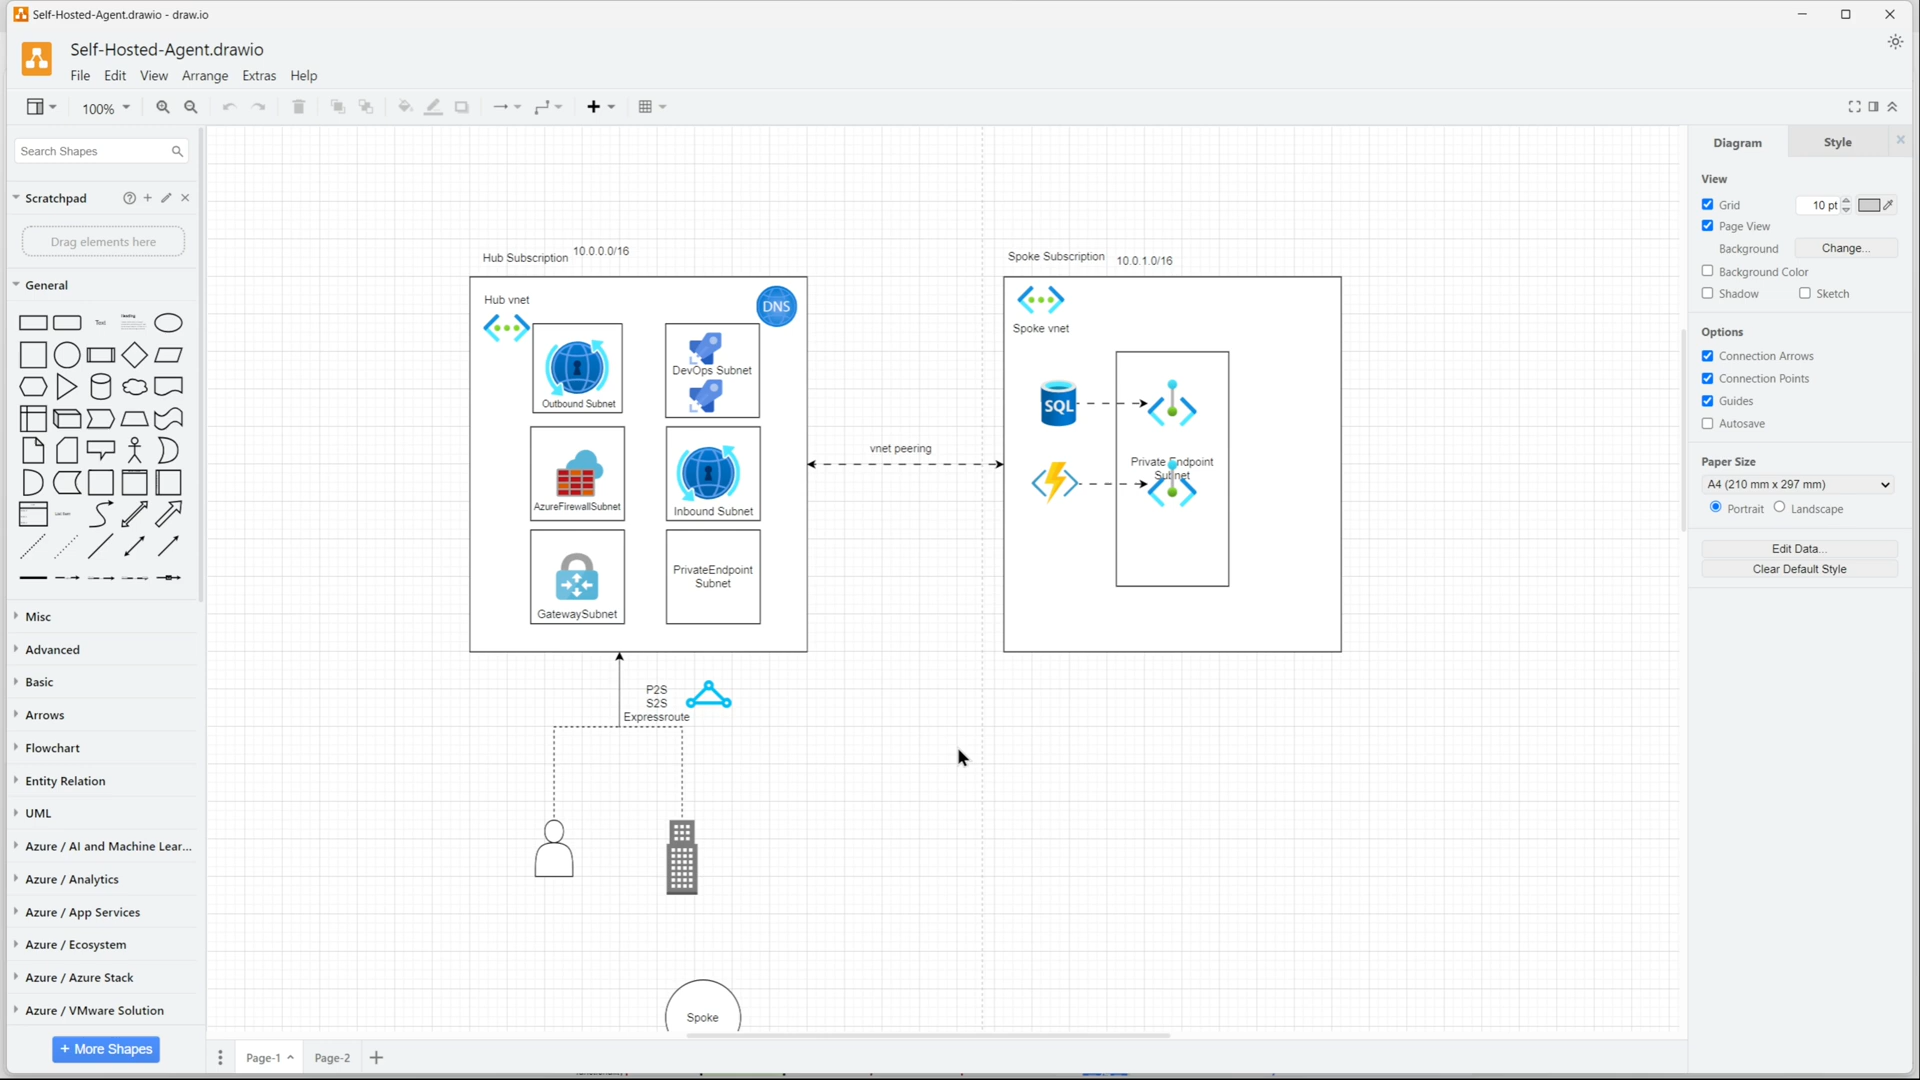 Self-Hosted-Agent.drawio - draw.io
Self-Hosted-Agent.drawio
File Edit View Arrange Extras Help
100%
Search Shapes
Scratchpad
Drag elements here
General
Text
Heading
List Item
Misc
Advanced
Basic
Arrows
Flowchart
Entity Relation
UML
Azure / AI and Machine Lear...
Azure / Analytics
Azure / App Services
Azure / Ecosystem
Azure / Azure Stack
Azure / VMware Solution
+ More Shapes
Hub Subscription
10.0.0.0/16
Hub vnet
DNS
Outbound Subnet
DevOps Subnet
AzureFirewallSubnet
Inbound Subnet
GatewaySubnet
PrivateEndpoint
Subnet
vnet peering
Spoke Subscription
10.0.1.0/16
Spoke vnet
SQL
Private Endpoint
Subnet
P2S
S2S
Expressroute
Spoke
Page-1
Page-2
Diagram
Style
View
Grid
10 pt
Page View
Background
Change...
Background Color
Shadow
Sketch
Options
Connection Arrows
Connection Points
Guides
Autosave
Paper Size
A4 (210 mm x 297 mm)
Portrait
Landscape
Edit Data...
Clear Default Style